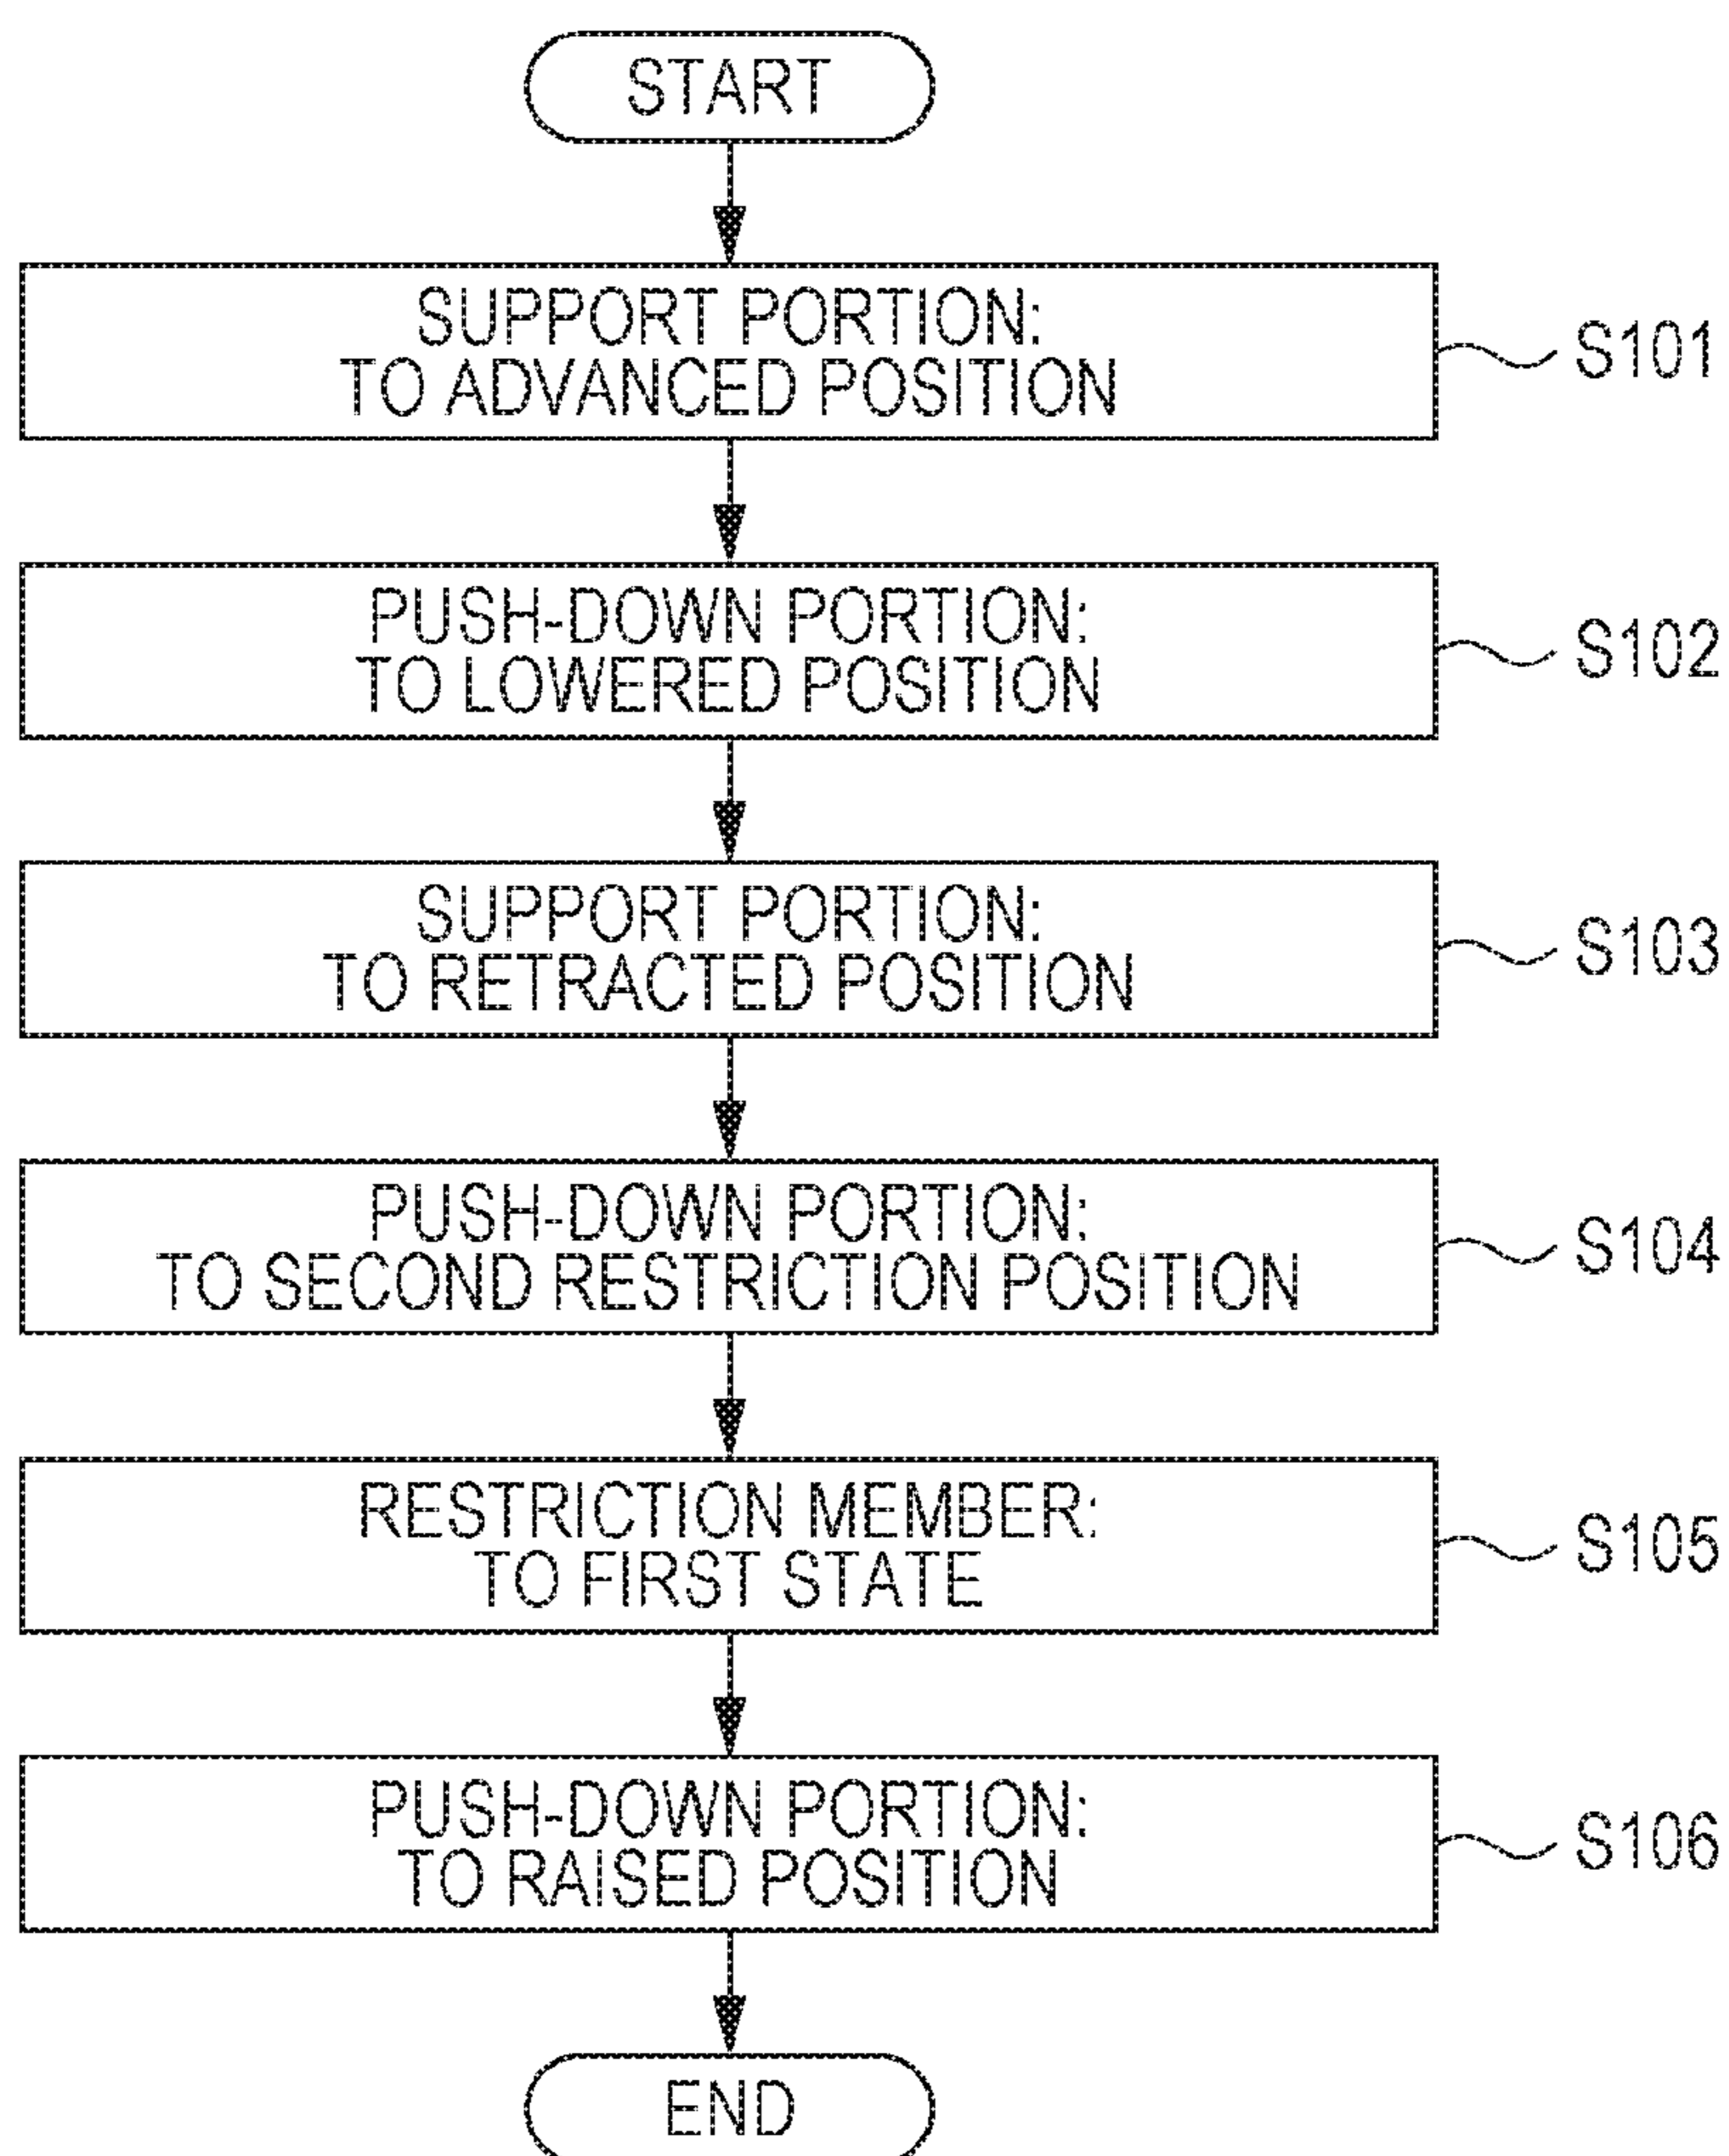 START
SUPPORT PORTION:
TO ADVANCED POSITION
S101
PUSH-DOWN PORTION:
TO LOWERED POSITION
S102
SUPPORT PORTION:
TO RETRACTED POSITION
S103
PUSH-DOWN PORTION:
TO SECOND RESTRICTION POSITION
S104
RESTRICTION MEMBER:
TO FIRST STATE
S105
PUSH-DOWN PORTION:
TO RAISED POSITION
S106
END